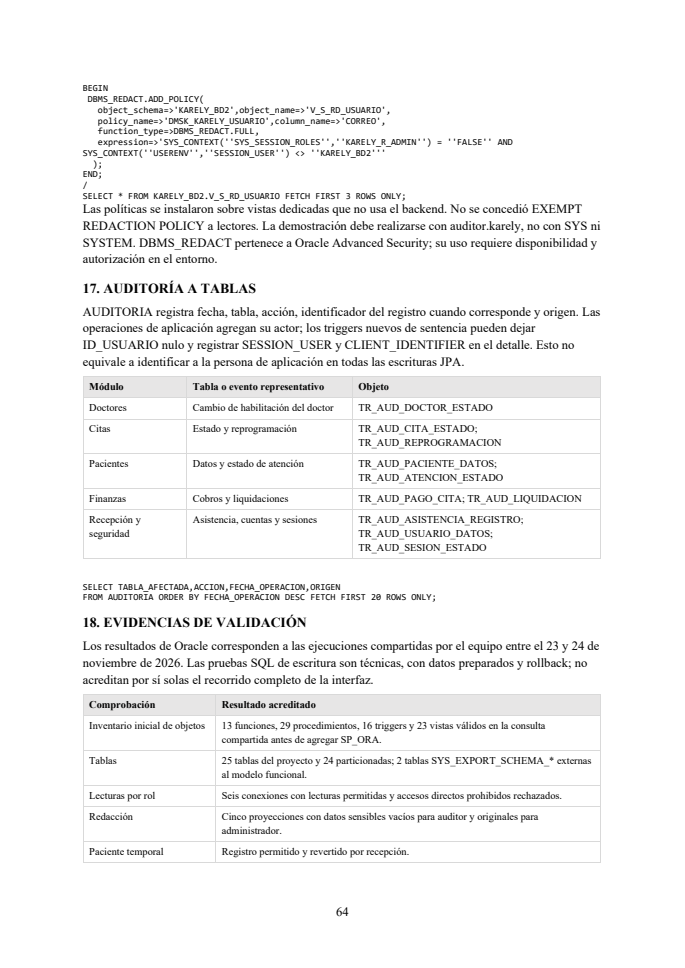 BEGIN
DBMS_REDACT.ADD_POLICY(
object_schema=>'KARELY_BD2',object_name=>'V_S_RD_USUARIO',
policy_name=>'DMSK_KARELY_USUARIO',column_name=>'CORREO',
function_type=>DBMS_REDACT.FULL,
expression=>'SYS_CONTEXT(''SYS_SESSION_ROLES'',''KARELY_R_ADMIN'') = ''FALSE'' AND
SYS_CONTEXT(''USERENV'',''SESSION_USER'') <> ''KARELY_BD2'''
);
END;
/
SELECT * FROM KARELY_BD2.V_S_RD_USUARIO FETCH FIRST 3 ROWS ONLY;
Las políticas se instalaron sobre vistas dedicadas que no usa el backend. No se concedió EXEMPT
REDACTION POLICY a lectores. La demostración debe realizarse con auditor.karely, no con SYS ni
SYSTEM. DBMS_REDACT pertenece a Oracle Advanced Security; su uso requiere disponibilidad y
autorización en el entorno.
17. AUDITORÍA A TABLAS
AUDITORIA registra fecha, tabla, acción, identificador del registro cuando corresponde y origen. Las
operaciones de aplicación agregan su actor; los triggers nuevos de sentencia pueden dejar
ID_USUARIO nulo y registrar SESSION_USER y CLIENT_IDENTIFIER en el detalle. Esto no
equivale a identificar a la persona de aplicación en todas las escrituras JPA.
Módulo Tabla o evento representativo Objeto
Doctores Cambio de habilitación del doctor TR_AUD_DOCTOR_ESTADO
Citas Estado y reprogramación TR_AUD_CITA_ESTADO;
TR_AUD_REPROGRAMACION
Pacientes Datos y estado de atención TR_AUD_PACIENTE_DATOS;
TR_AUD_ATENCION_ESTADO
Finanzas Cobros y liquidaciones TR_AUD_PAGO_CITA; TR_AUD_LIQUIDACION
Recepción y Asistencia, cuentas y sesiones TR_AUD_ASISTENCIA_REGISTRO;
seguridad TR_AUD_USUARIO_DATOS;
TR_AUD_SESION_ESTADO
SELECT TABLA_AFECTADA,ACCION,FECHA_OPERACION,ORIGEN
FROM AUDITORIA ORDER BY FECHA_OPERACION DESC FETCH FIRST 20 ROWS ONLY;
18. EVIDENCIAS DE VALIDACIÓN
Los resultados de Oracle corresponden a las ejecuciones compartidas por el equipo entre el 23 y 24 de
noviembre de 2026. Las pruebas SQL de escritura son técnicas, con datos preparados y rollback; no
acreditan por sí solas el recorrido completo de la interfaz.
Comprobación Resultado acreditado
Inventario inicial de objetos 13 funciones, 29 procedimientos, 16 triggers y 23 vistas válidos en la consulta
compartida antes de agregar SP_ORA.
Tablas 25 tablas del proyecto y 24 particionadas; 2 tablas SYS_EXPORT_SCHEMA_* externas
al modelo funcional.
Lecturas por rol Seis conexiones con lecturas permitidas y accesos directos prohibidos rechazados.
Redacción Cinco proyecciones con datos sensibles vacíos para auditor y originales para
administrador.
Paciente temporal Registro permitido y revertido por recepción.
64